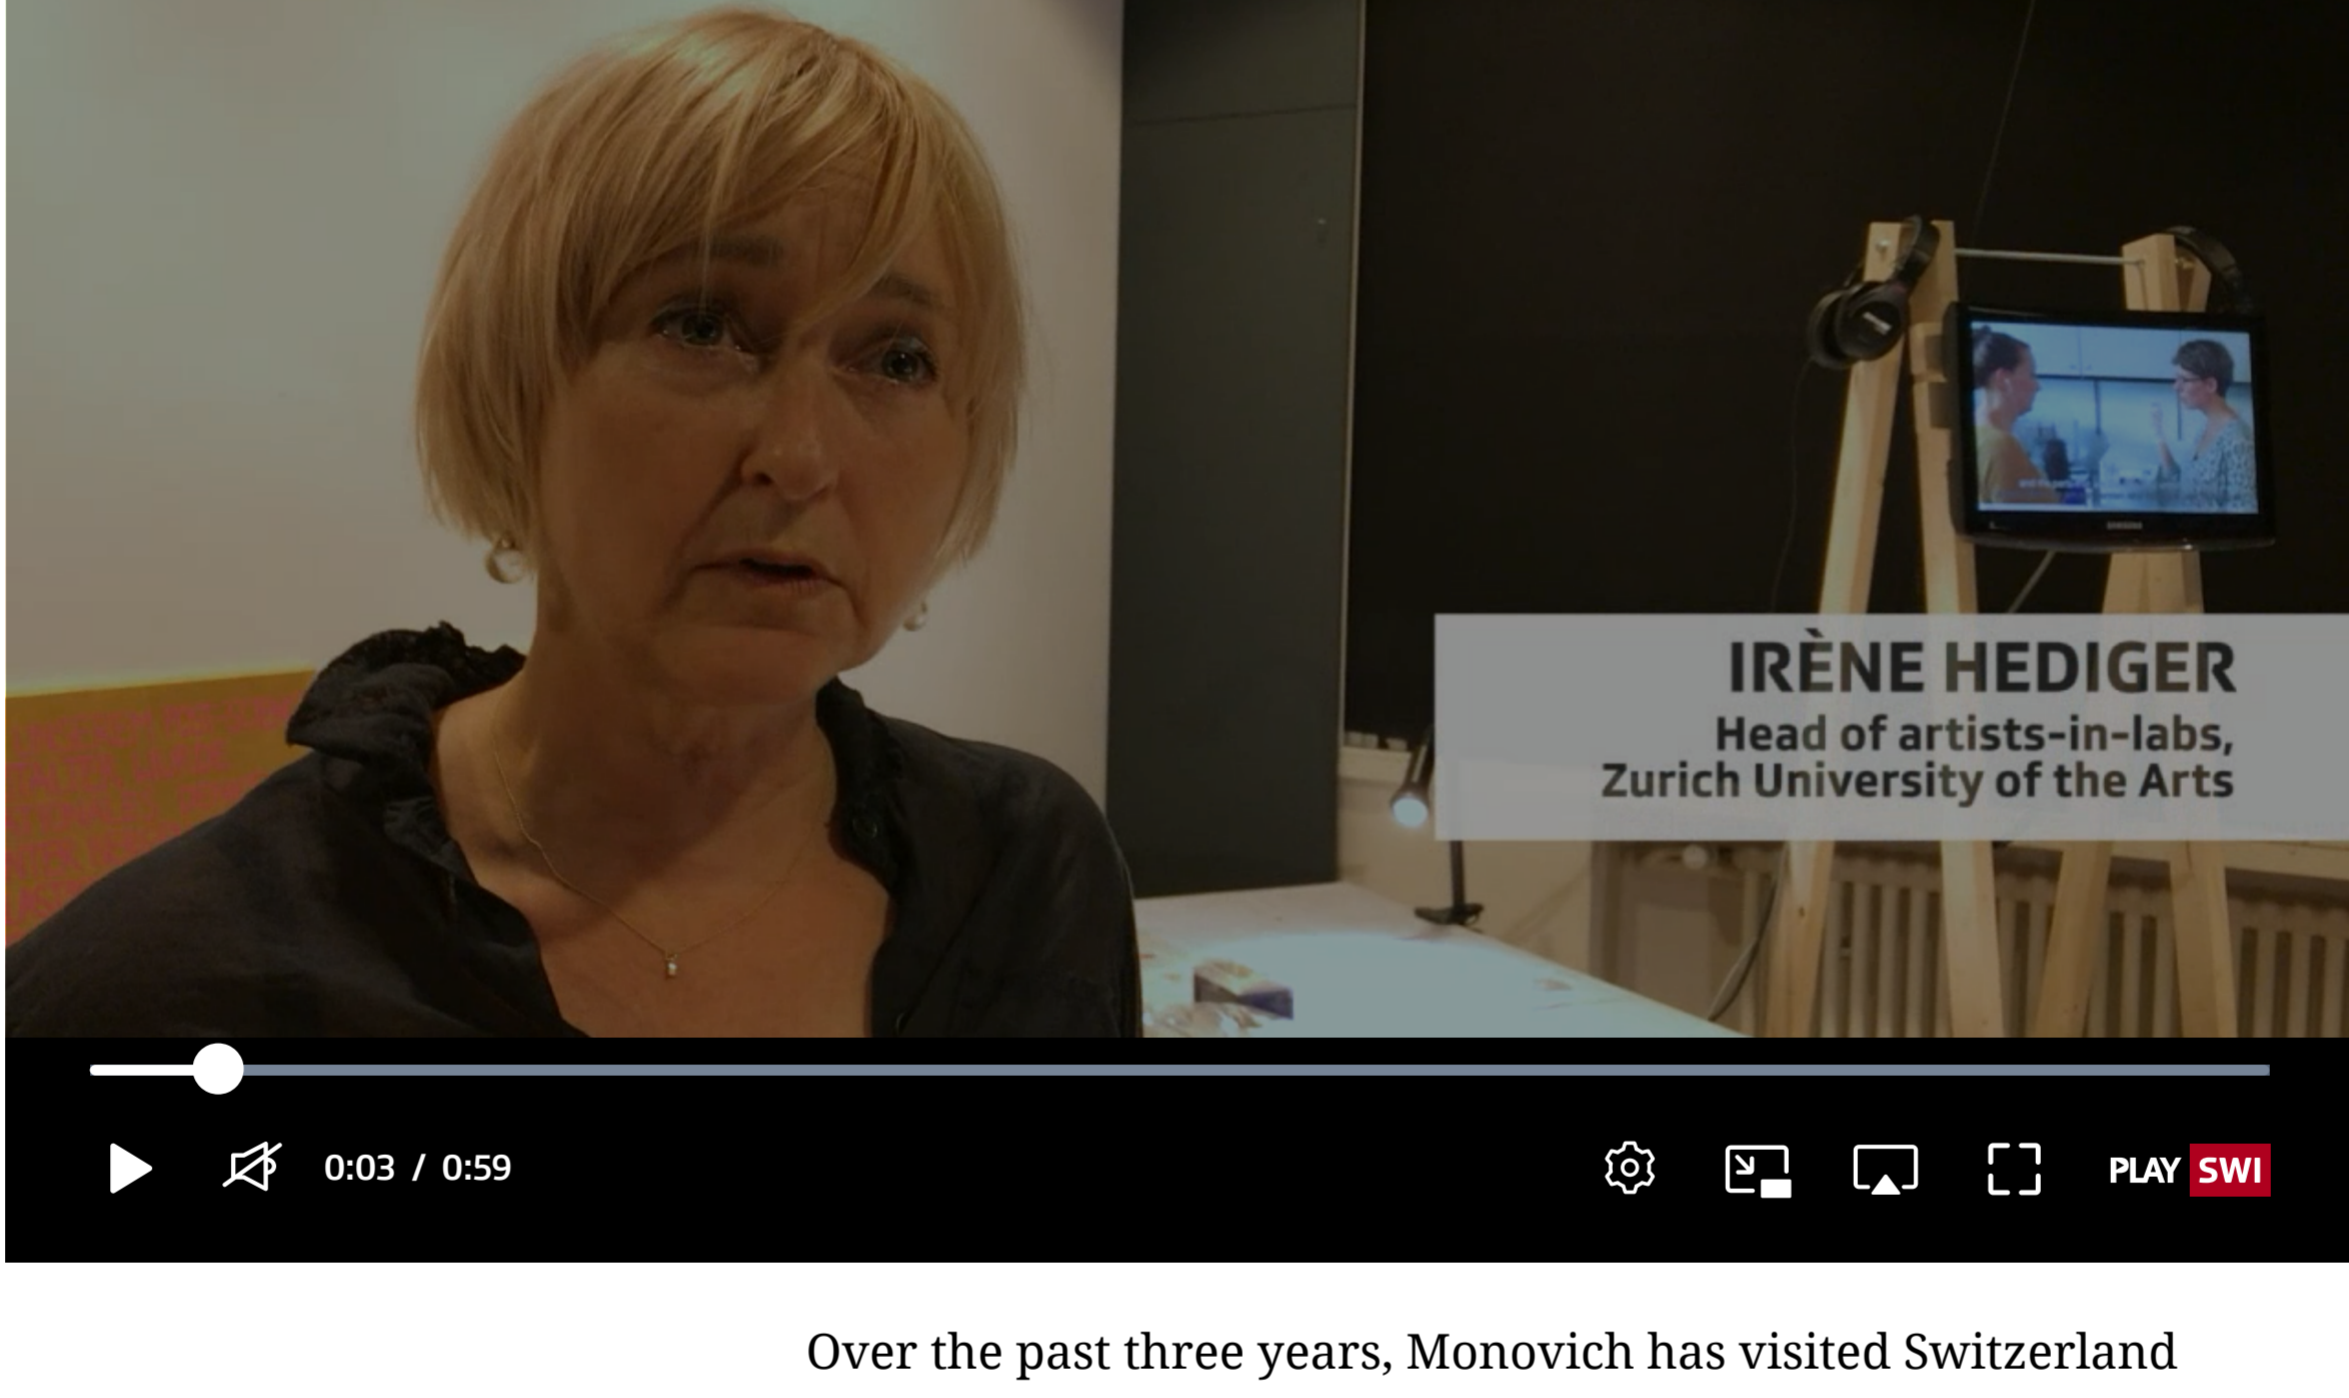 IRÈNE HEDIGER
Head of artists-in-labs,
Zurich University of the Arts
SAMSUNG
0:03 / 0:59
PLAY SWI
Over the past three years, Monovich has visited Switzerland